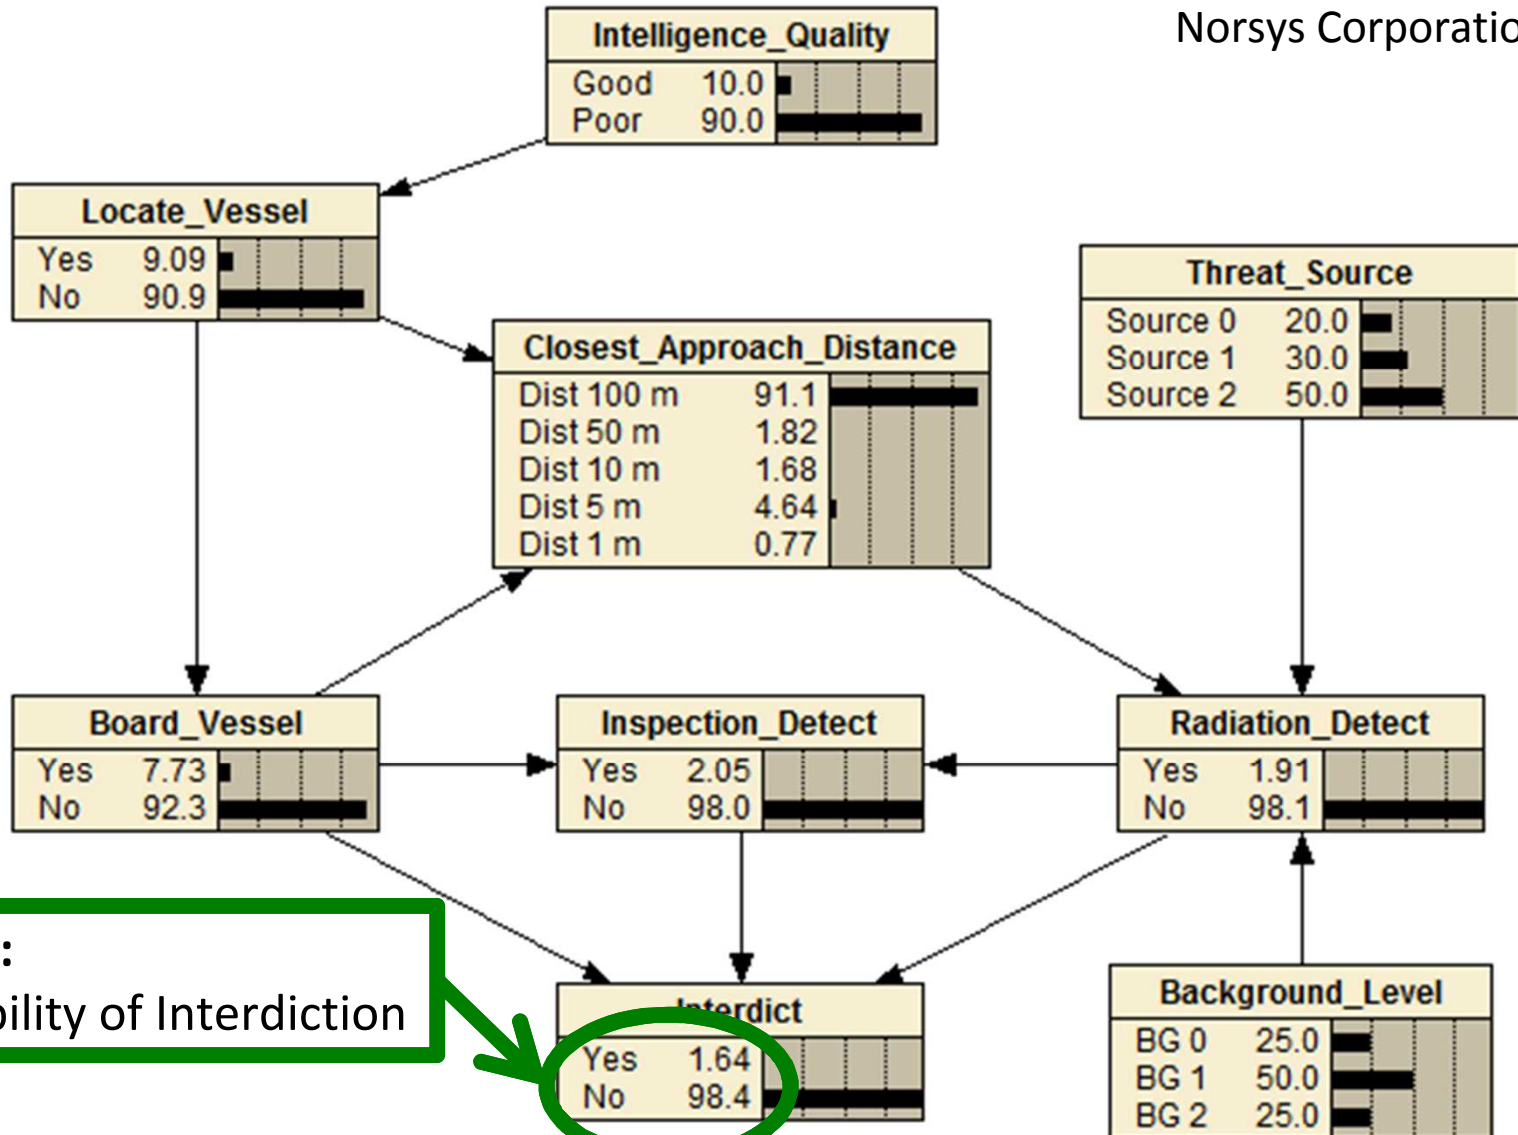 Norsys Corporatio
Intelligence_Quality
Good 10.0
Poor 90.0
Locate_Vessel
Yes 9.09
No 90.9
Threat_Source
Source 0 20.0
Source 1 30.0
Source 2 50.0
Closest_Approach_Distance
Dist 100 m 91.1
Dist 50 m 1.82
Dist 10 m 1.68
Dist 5 m 4.64
Dist 1 m 0.77
Board_Vessel
Yes 7.73
No 92.3
Inspection_Detect
Yes 2.05
No 98.0
Radiation_Detect
Yes 1.91
No 98.1
:
bility of Interdiction
Interdict
Yes 1.64
No 98.4
Background_Level
BG 0 25.0
BG 1 50.0
BG 2 25.0